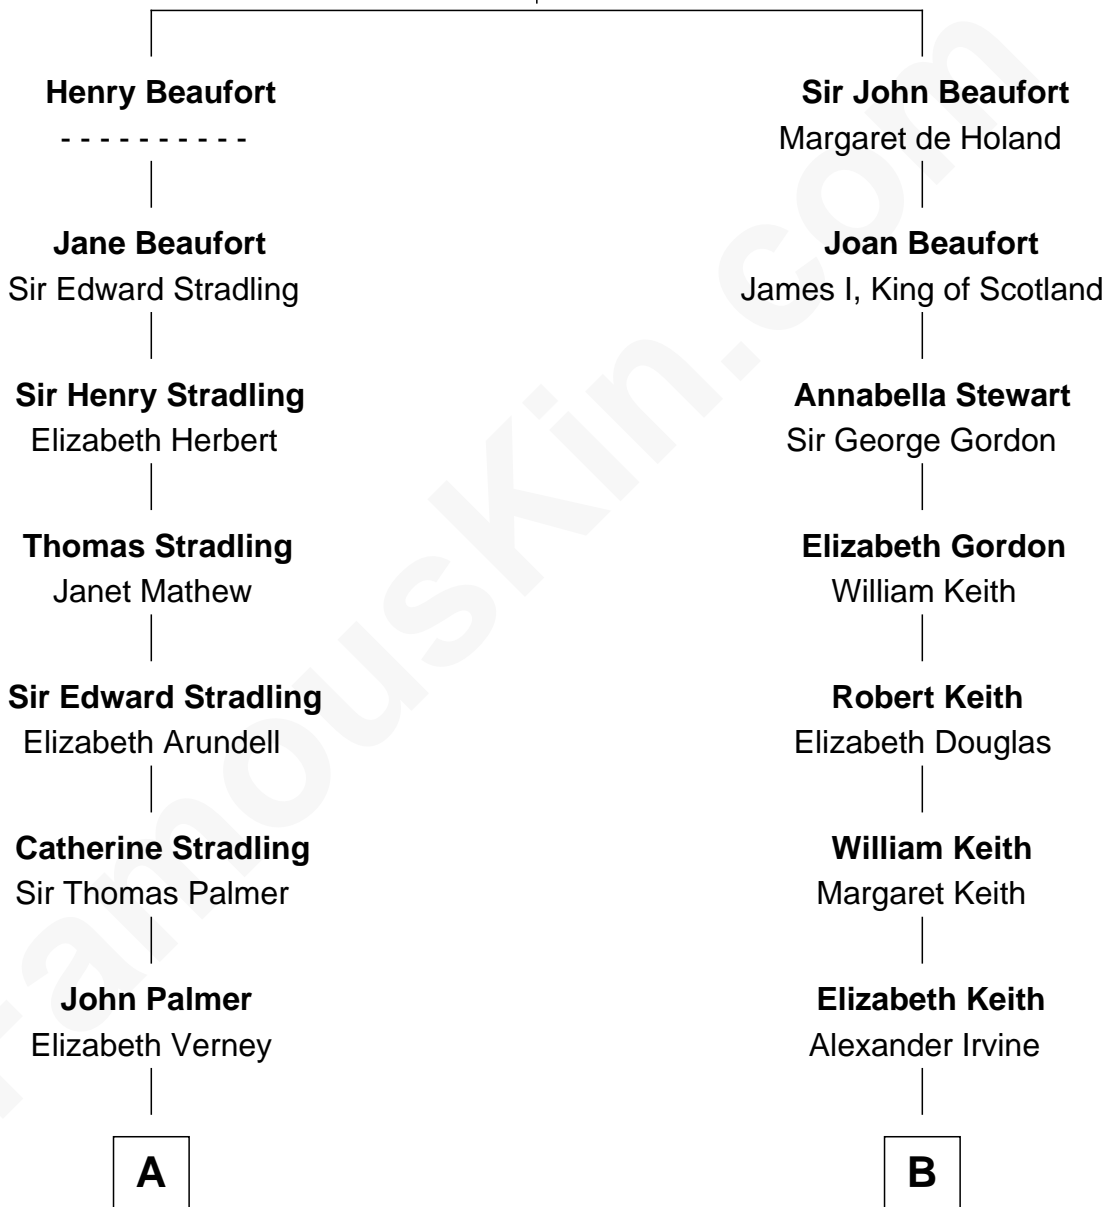 Henry Beaufort
- - - - - - - - - -
Sir John Beaufort
Margaret de Holand
Jane Beaufort
Sir Edward Stradling
Joan Beaufort
James I, King of Scotland
Sir Henry Stradling
Elizabeth Herbert
Annabella Stewart
Sir George Gordon
Thomas Stradling
Janet Mathew
Elizabeth Gordon
William Keith
Sir Edward Stradling
Elizabeth Arundell
Robert Keith
Elizabeth Douglas
Catherine Stradling
Sir Thomas Palmer
William Keith
Margaret Keith
John Palmer
Elizabeth Verney
Elizabeth Keith
Alexander Irvine
A
B
FamousKin.com